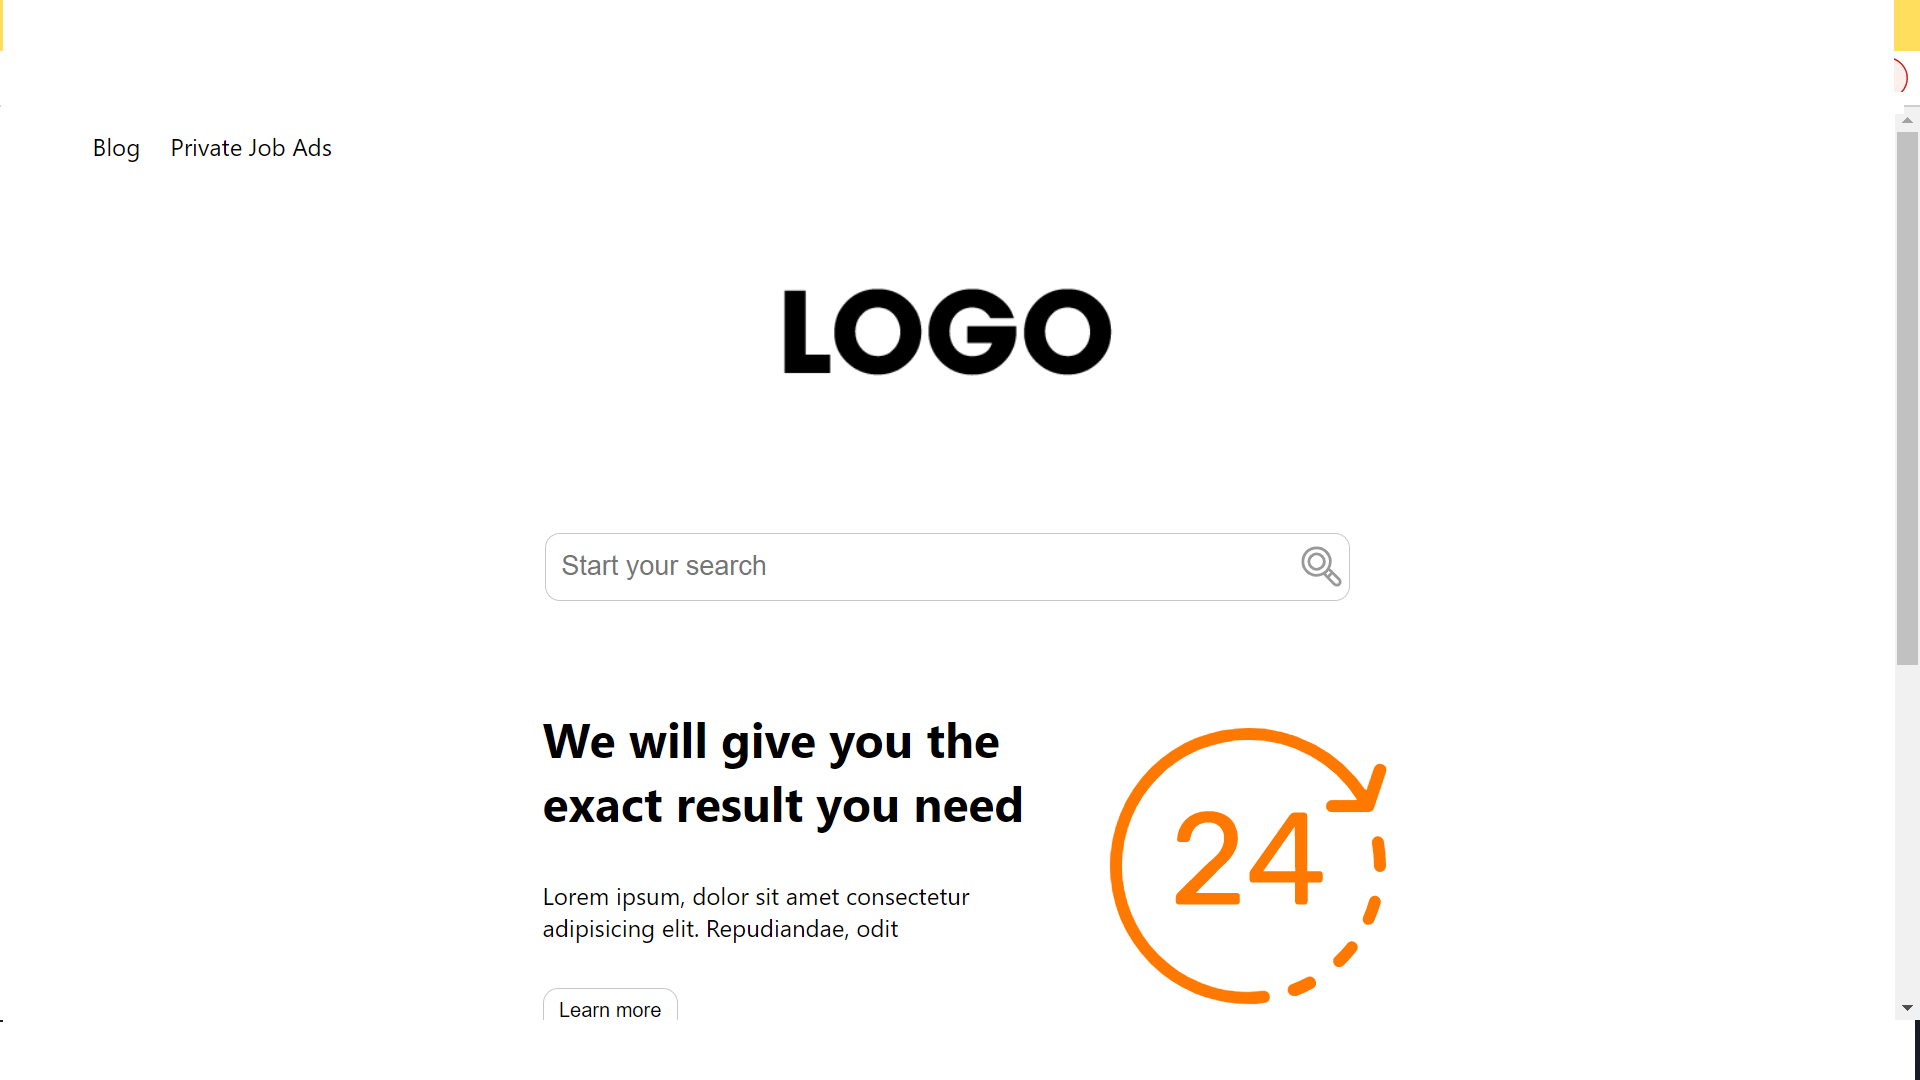 Blog Private Job Ads
LOGO
Start your search
We will give you the
exact result you need
24
Lorem ipsum, dolor sit amet consectetur
adipisicing elit. Repudiandae, odit
Learn more